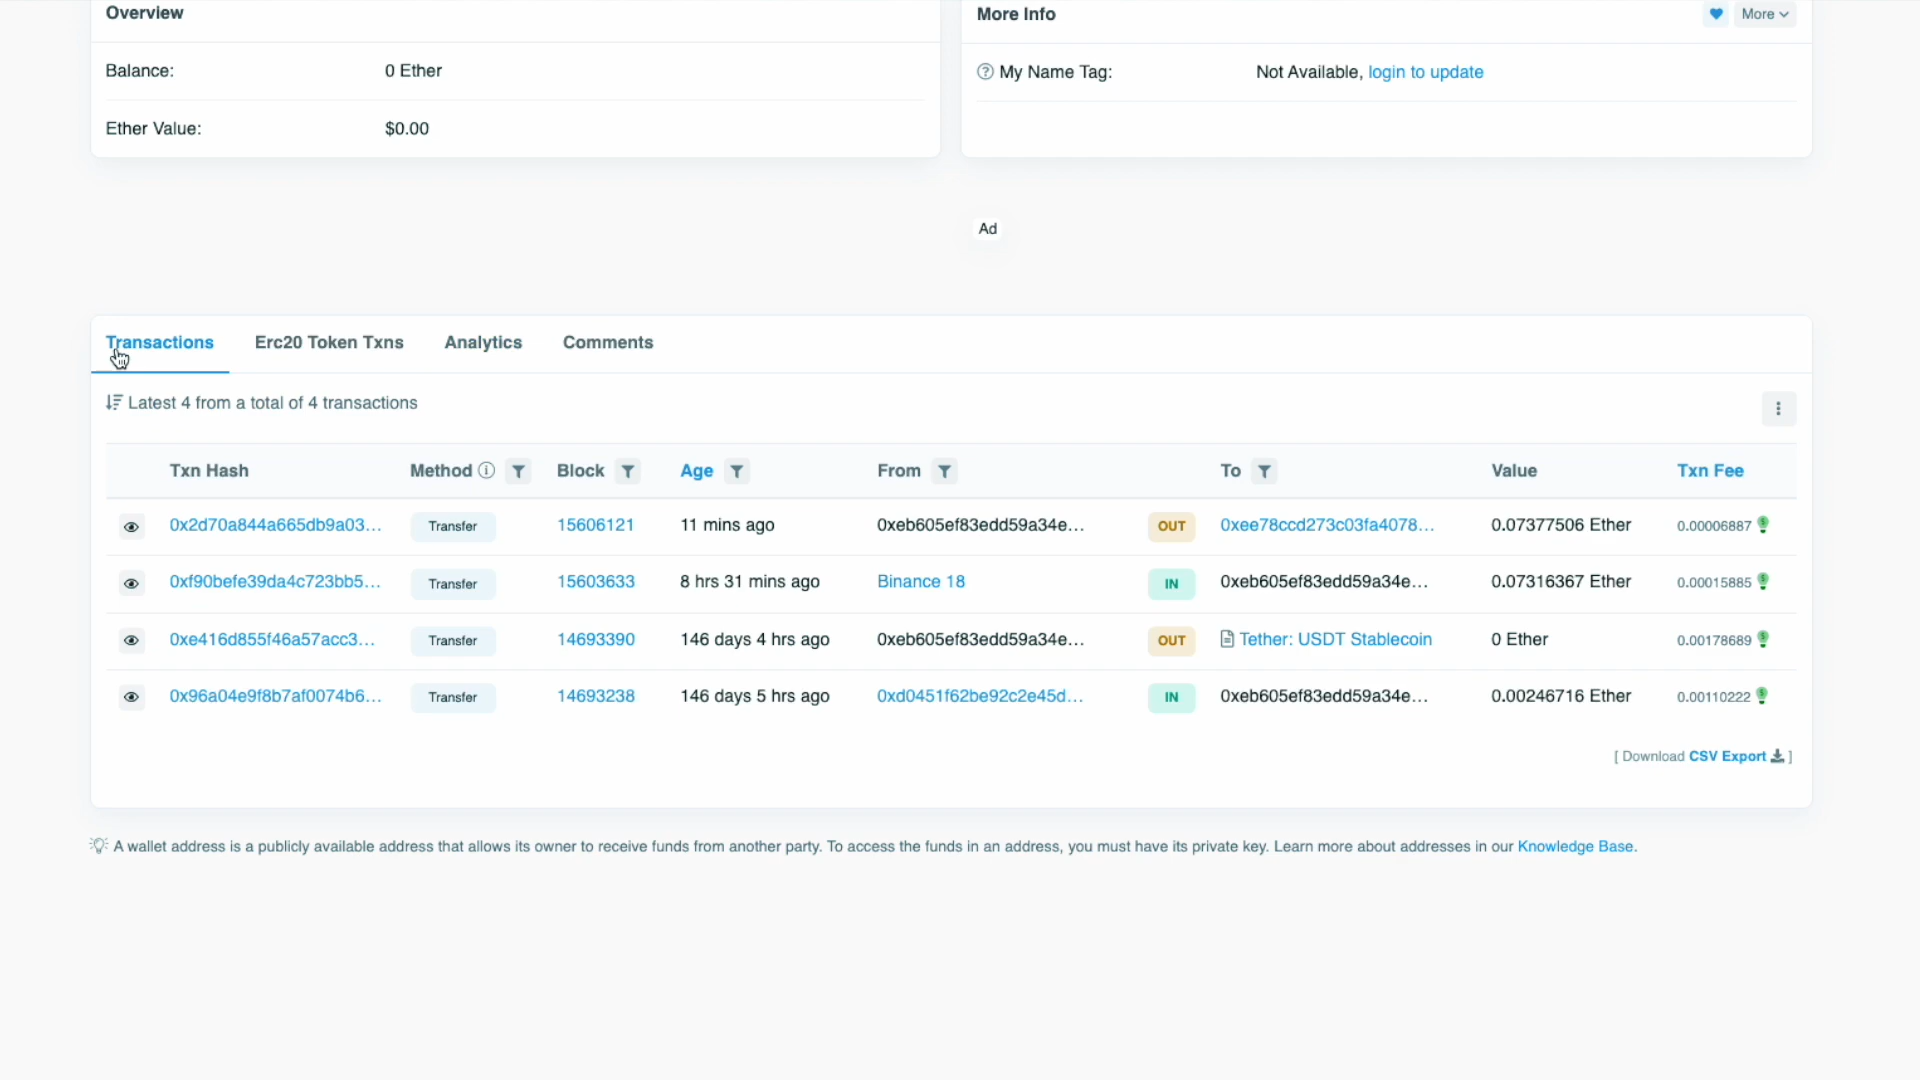 Overview
Balance: 0 Ether
Ether Value: $0.00
More Info
More
My Name Tag: Not Available, login to update
Ad
Transactions Erc20 Token Txns Analytics Comments
Latest 4 from a total of 4 transactions
Txn Hash Method Block Age From To Value Txn Fee
0x2d70a844a665db9a03... Transfer 15606121 11 mins ago 0xeb605ef83edd59a34e... OUT 0xee78ccd273c03fa4078... 0.07377506 Ether 0.00006887
0xf90befe39da4c723bb5... Transfer 15603633 8 hrs 31 mins ago Binance 18 IN 0xeb605ef83edd59a34e... 0.07316367 Ether 0.00015885
0xe416d855f46a57acc3... Transfer 14693390 146 days 4 hrs ago 0xeb605ef83edd59a34e... OUT Tether: USDT Stablecoin 0 Ether 0.00178689
0x96a04e9f8b7af0074b6... Transfer 14693238 146 days 5 hrs ago 0xd0451f62be92c2e45d... IN 0xeb605ef83edd59a34e... 0.00246716 Ether 0.00110222
[ Download CSV Export ]
A wallet address is a publicly available address that allows its owner to receive funds from another party. To access the funds in an address, you must have its private key. Learn more about addresses in our Knowledge Base.